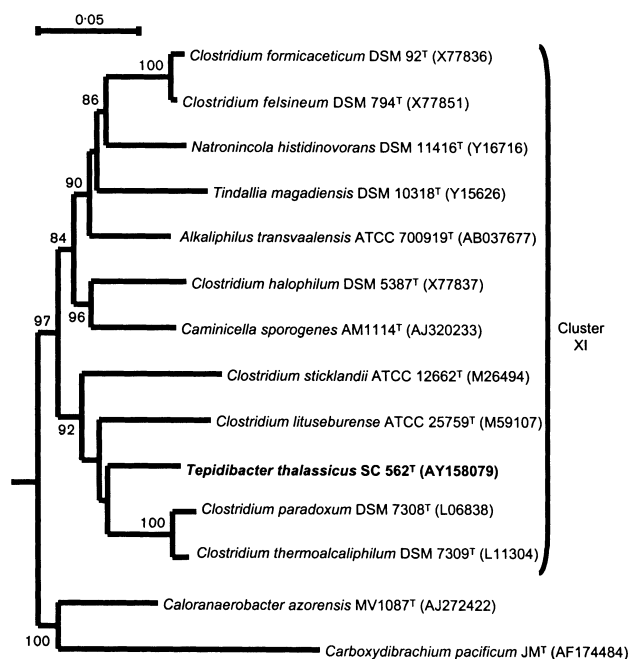 0·05
100
Clostridium formicaceticum DSM 92ᵀ (X77836)
86
Clostridium felsineum DSM 794ᵀ (X77851)
Natronincola histidinovorans DSM 11416ᵀ (Y16716)
90
Tindallia magadiensis DSM 10318ᵀ (Y15626)
84
Alkaliphilus transvaalensis ATCC 700919ᵀ (AB037677)
Clostridium halophilum DSM 5387ᵀ (X77837)
96
97
Caminicella sporogenes AM1114ᵀ (AJ320233)
Cluster
XI
Clostridium sticklandii ATCC 12662ᵀ (M26494)
92
Clostridium lituseburense ATCC 25759ᵀ (M59107)
Tepidibacter thalassicus SC 562ᵀ (AY158079)
100
Clostridium paradoxum DSM 7308ᵀ (L06838)
Clostridium thermoalcaliphilum DSM 7309ᵀ (L11304)
Caloranaerobacter azorensis MV1087ᵀ (AJ272422)
100
Carboxydibrachium pacificum JMᵀ (AF174484)